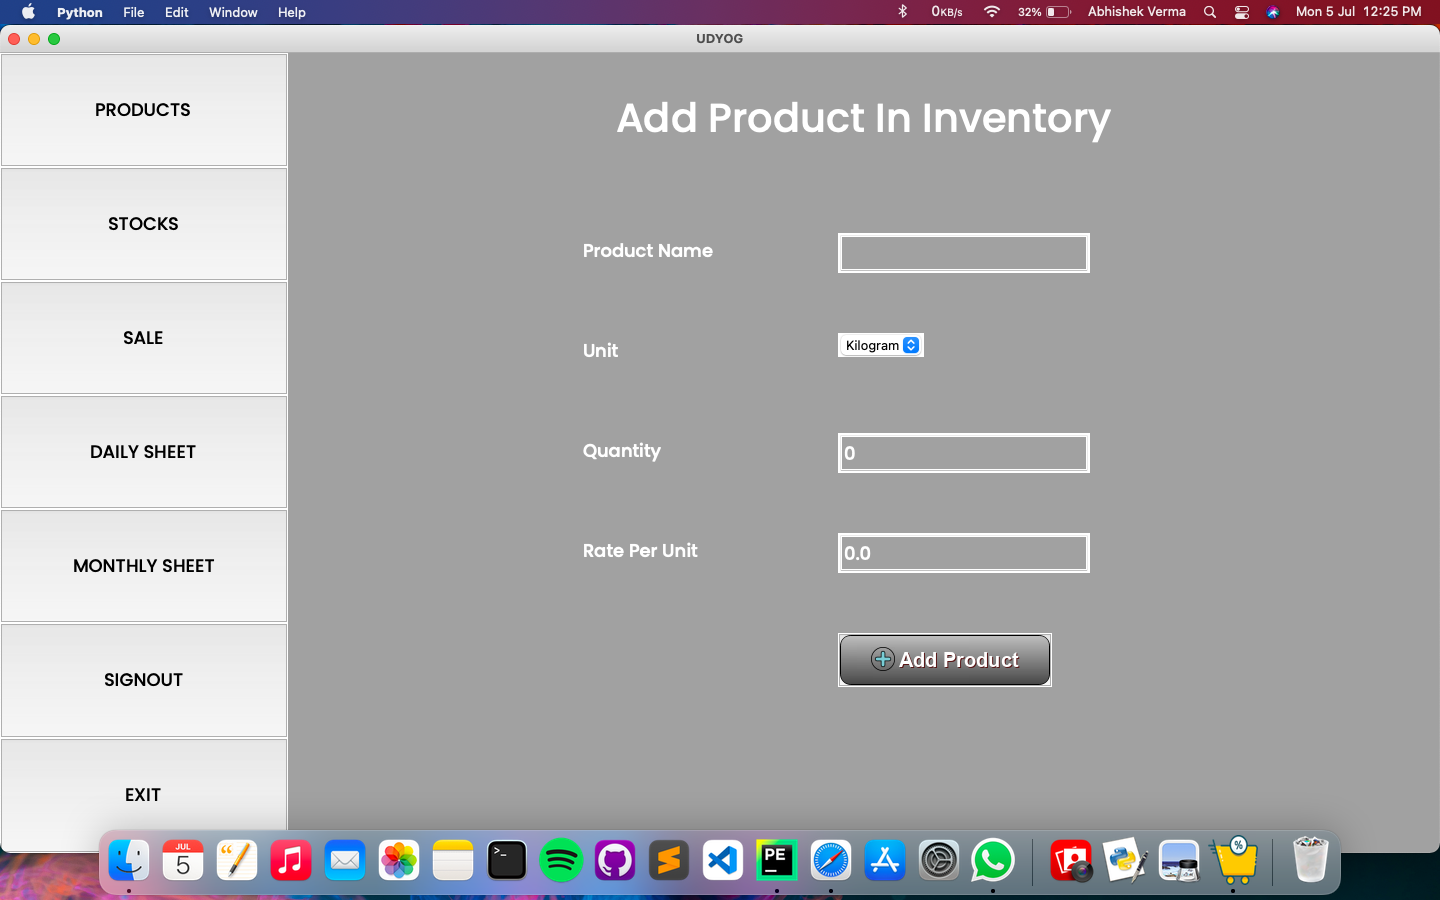 Python File Edit Window Help 0KB/s 32% Abhishek Verma Mon 5 Jul 12:25 PM
UDYOG
PRODUCTS
STOCKS
SALE
DAILY SHEET
MONTHLY SHEET
SIGNOUT
EXIT
Add Product In Inventory
Product Name
Unit Kilogram
Quantity 0
Rate Per Unit 0.0
Add Product
JUL
5
>_
PE
%